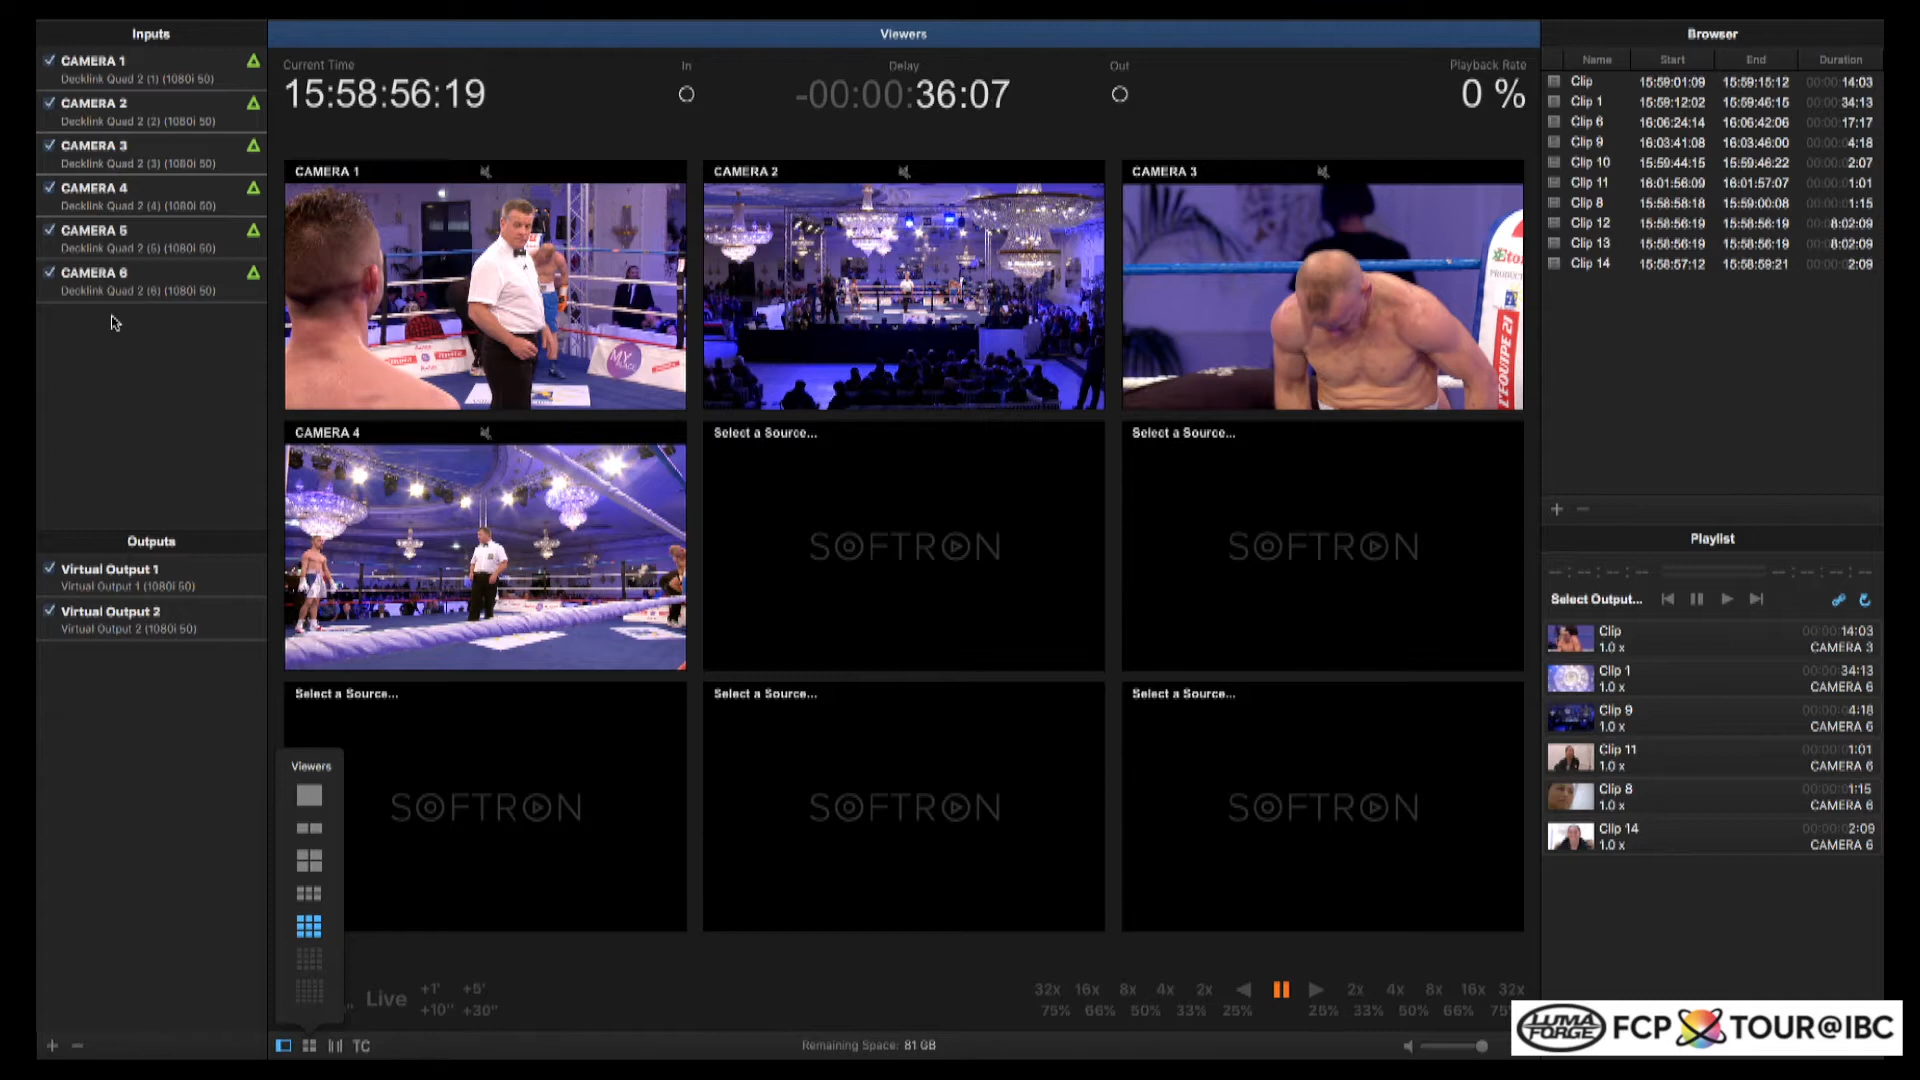 Inputs
CAMERA 1
Decklink Quad 2 (1) (1080i 50)
CAMERA 2
Decklink Quad 2 (2) (1080i 50)
CAMERA 3
Decklink Quad 2 (3) (1080i 50)
CAMERA 4
Decklink Quad 2 (4) (1080i 50)
CAMERA 5
Decklink Quad 2 (5) (1080i 50)
CAMERA 6
Decklink Quad 2 (6) (1080i 50)
Outputs
Virtual Output 1
Virtual Output 1 (1080i 50)
Virtual Output 2
Virtual Output 2 (1080i 50)
Viewers
Current Time
15:58:56:19
In
Delay
-00:00:36:07
Out
Playback Rate
0 %
CAMERA 1
CAMERA 2
CAMERA 3
MY PLACE
L'EQUIPE 21
CAMERA 4
Select a Source...
Select a Source...
SOFTRON
SOFTRON
Select a Source...
Select a Source...
Select a Source...
SOFTRON
SOFTRON
SOFTRON
Viewers
Live
+1' +5'
+10" +30"
32x 16x 8x 4x 2x 2x 4x 8x 16x 32x
75% 66% 50% 33% 25% 25% 33% 50% 66% 75
TC
Remaining Space: 81 GB
Browser
Name Start End Duration
Clip 15:59:01:09 15:59:15:12 00:00:14:03
Clip 1 15:59:12:02 15:59:46:15 00:00:34:13
Clip 6 16:06:24:14 16:06:42:06 00:00:17:17
Clip 9 16:03:41:08 16:03:46:00 00:00:04:18
Clip 10 15:59:44:15 15:59:46:22 00:00:02:07
Clip 11 16:01:56:09 16:01:57:07 00:00:01:01
Clip 8 15:58:58:18 15:59:00:08 00:00:01:15
Clip 12 15:58:56:19 15:58:56:19 00:00:8:02:09
Clip 13 15:58:56:19 15:58:56:19 00:00:8:02:09
Clip 14 15:58:57:12 15:58:59:21 00:00:02:09
Playlist
--:--:--:-- --:--:--:--
Select Output...
Clip 00:00:14:03
1.0 x CAMERA 3
Clip 1 00:00:34:13
1.0 x CAMERA 6
Clip 9 00:00:04:18
1.0 x CAMERA 6
Clip 11 00:00:01:01
1.0 x CAMERA 6
Clip 8 00:00:01:15
1.0 x CAMERA 6
Clip 14 00:00:02:09
1.0 x CAMERA 6
LUMA FORGE FCP TOUR@IBC